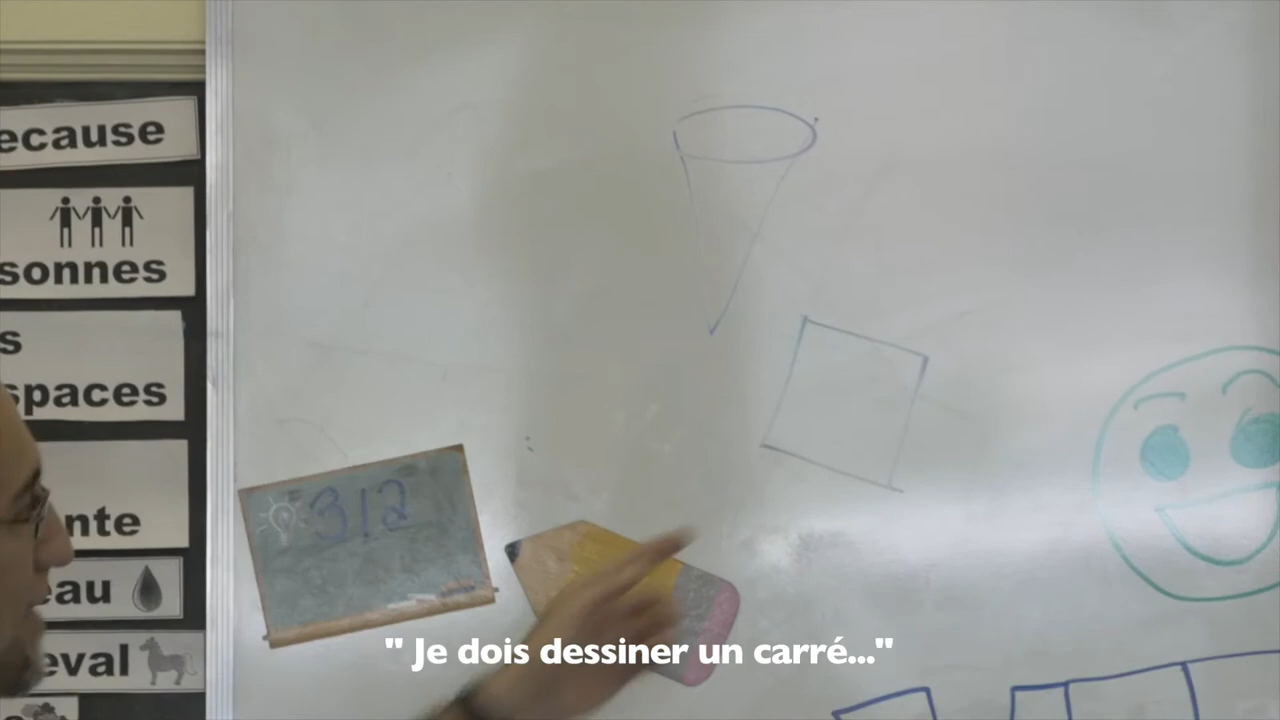 ecause
sonnes
s
spaces
nte
eau
eval
312
" Je dois dessiner un carré..."